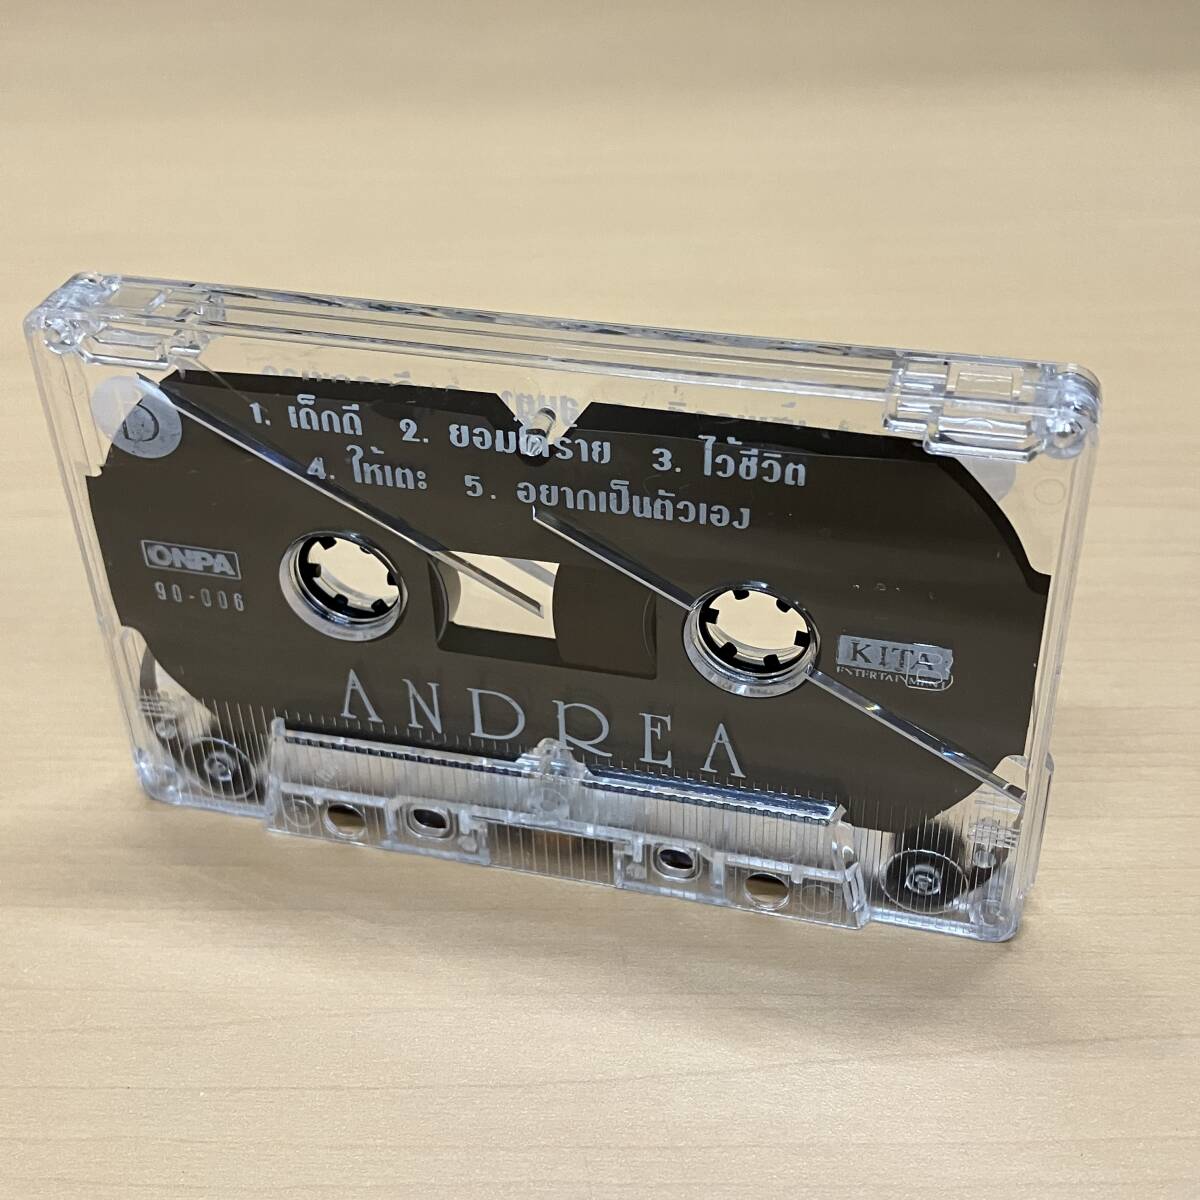 1. เด็กดี 2. ยอมให้ร้าย 3. ไว้ชีวิต
4. ให้เตะ 5. อยากเป็นตัวเอง
ONPA
90-006
KITA
ENTERTAINMENT
ANDREA